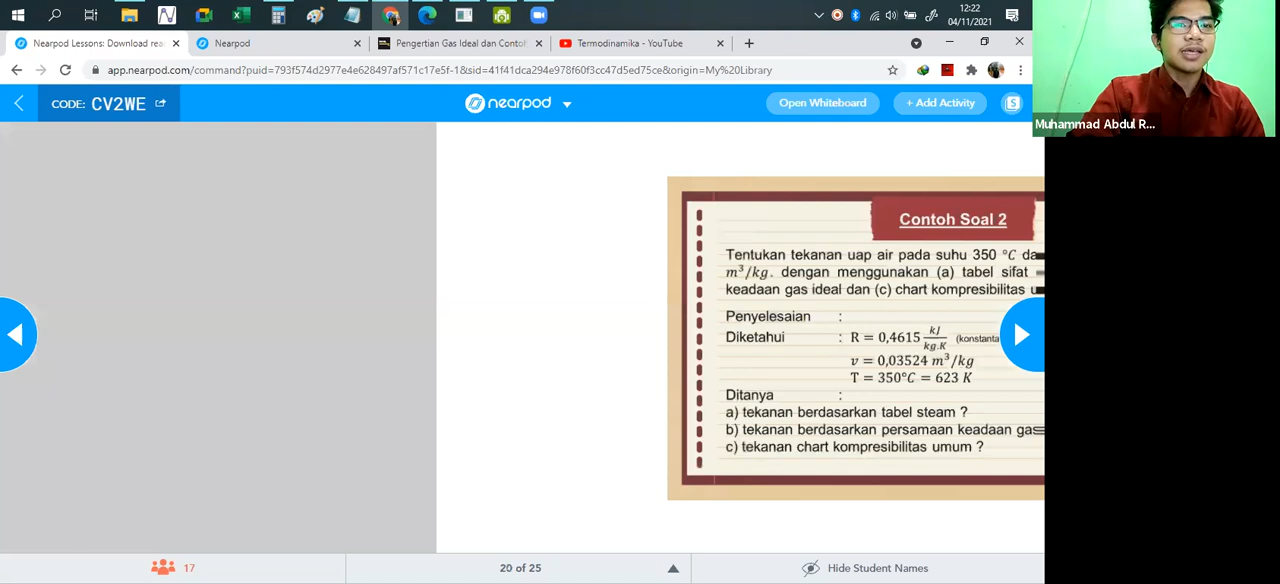 12:22
04/11/2021
Nearpod Lessons: Download rea
Nearpod
Pengertian Gas Ideal dan Contoh
Termodinamika - YouTube
app.nearpod.com/command?puid=793f574d2977e4e628497af571c17e5f-1&sid=41f41dca294e978f60f3cc47d5ed75ce&origin=My%20Library
CODE: CV2WE
nearpod
Open Whiteboard
+ Add Activity
S
Muhammad Abdul R...
Contoh Soal 2
Tentukan tekanan uap air pada suhu 350 °C da
m³/kg. dengan menggunakan (a) tabel sifat
keadaan gas ideal dan (c) chart kompresibilitas u
Penyelesaian :
Diketahui : R = 0,4615 kJ/kg.K (konstanta
v = 0,03524 m³/kg
T = 350°C = 623 K
Ditanya :
a) tekanan berdasarkan tabel steam ?
b) tekanan berdasarkan persamaan keadaan gas
c) tekanan chart kompresibilitas umum ?
17
20 of 25
Hide Student Names